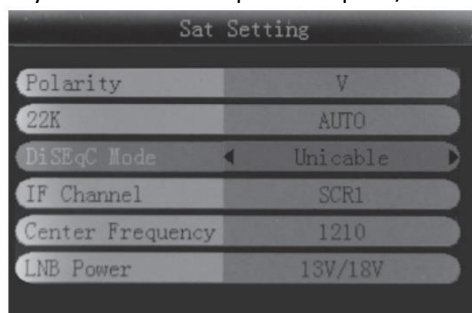 Sat Setting
Polarity V
22K AUTO
DiSEqC Mode Unicable
IF Channel SCR1
Center Frequency 1210
LNB Power 13V/18V